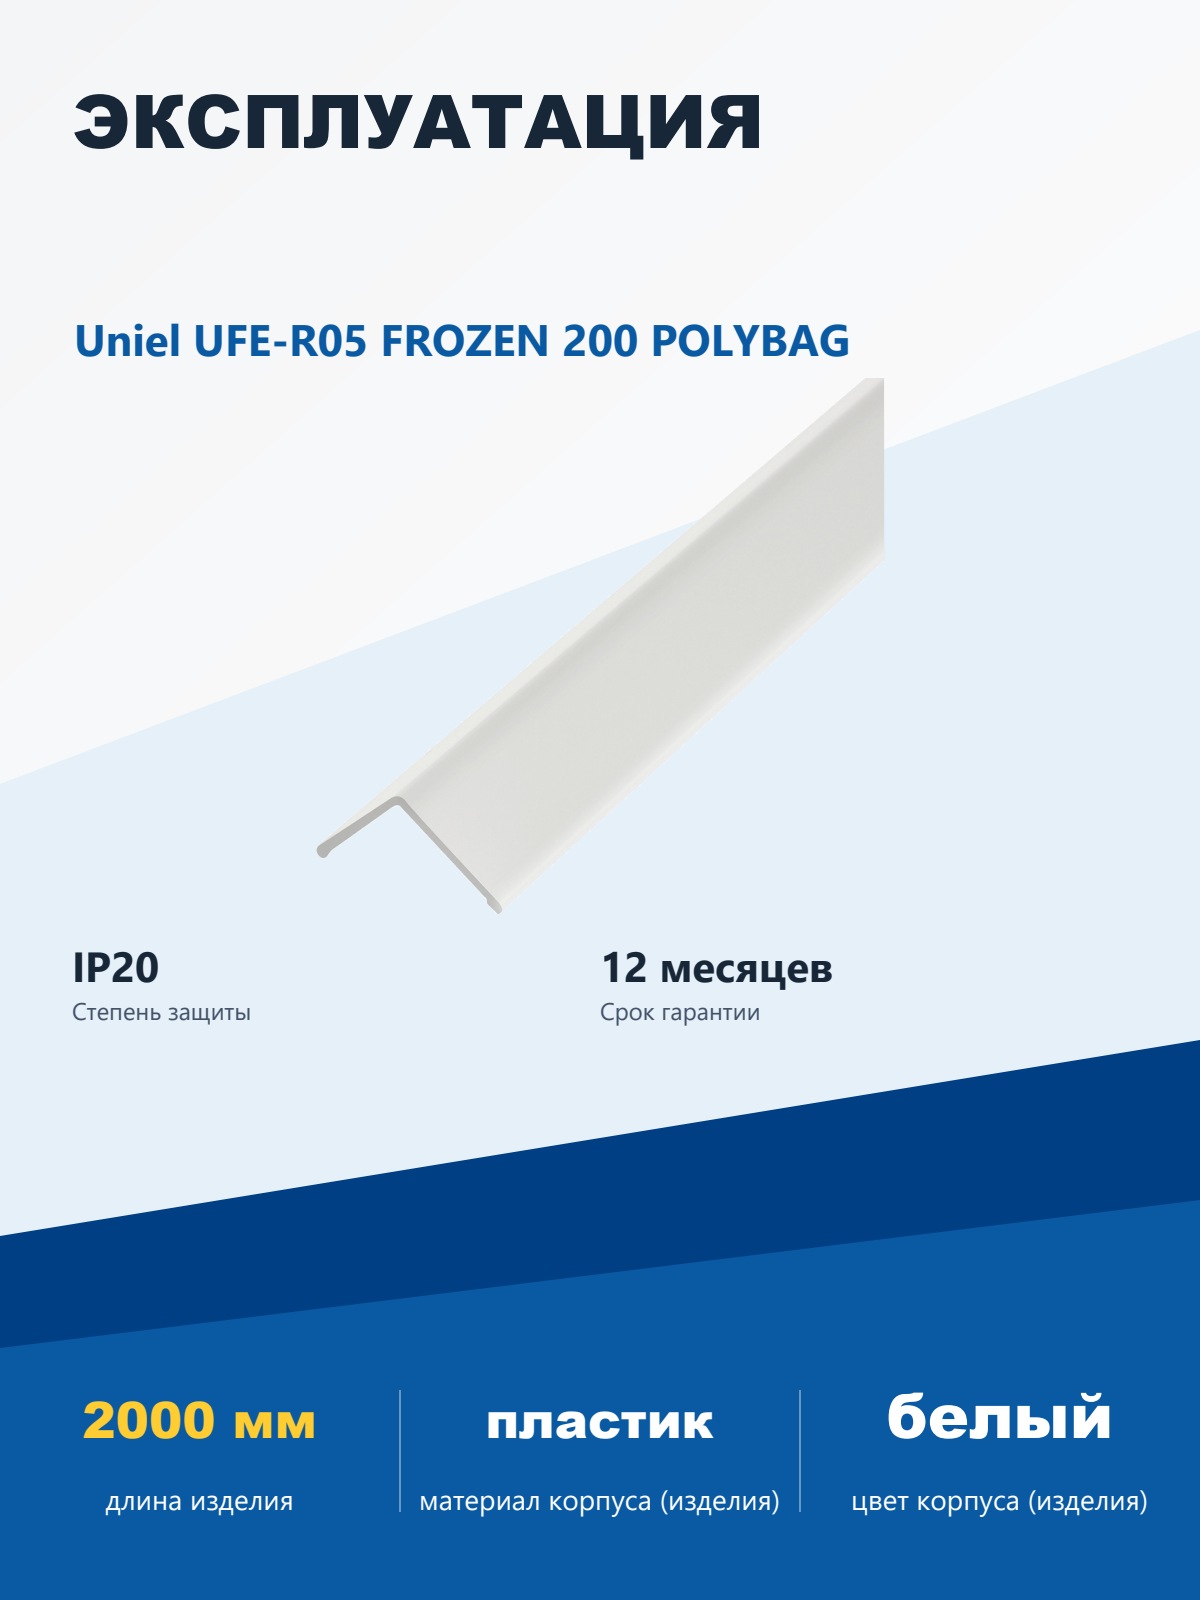 ЭКСПЛУАТАЦИЯ
Uniel UFE-R05 FROZEN 200 POLYBAG
IP20
Степень защиты
12 месяцев
Срок гарантии
2000 мм
длина изделия
пластик
материал корпуса (изделия)
белый
цвет корпуса (изделия)